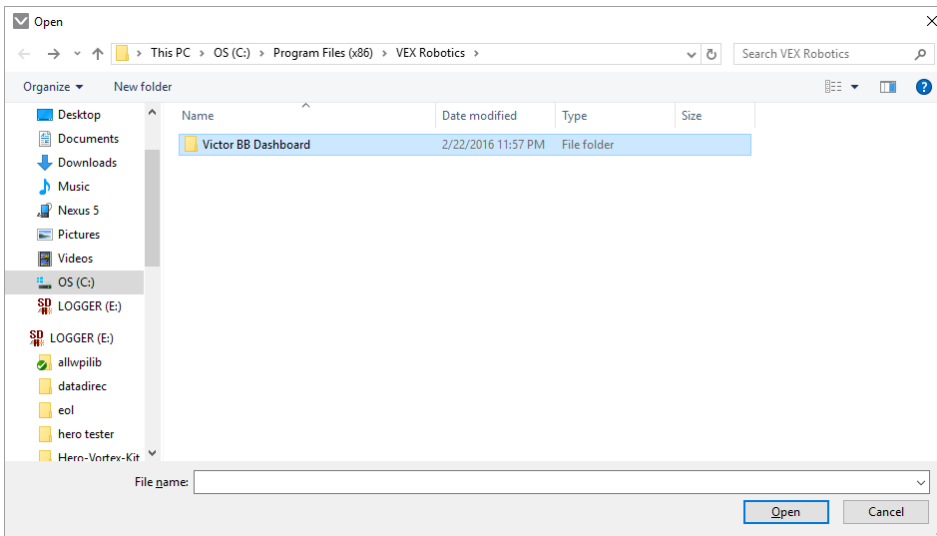 Open
This PC > OS (C:) > Program Files (x86) > VEX Robotics >
Search VEX Robotics
Organize
New folder
Name
Date modified
Type
Size
Victor BB Dashboard
2/22/2016 11:57 PM
File folder
Desktop
Documents
Downloads
Music
Nexus 5
Pictures
Videos
OS (C:)
LOGGER (E:)
LOGGER (E:)
allwpilib
datadirec
eol
hero tester
Hero-Vortex-Kit
File name:
Open
Cancel